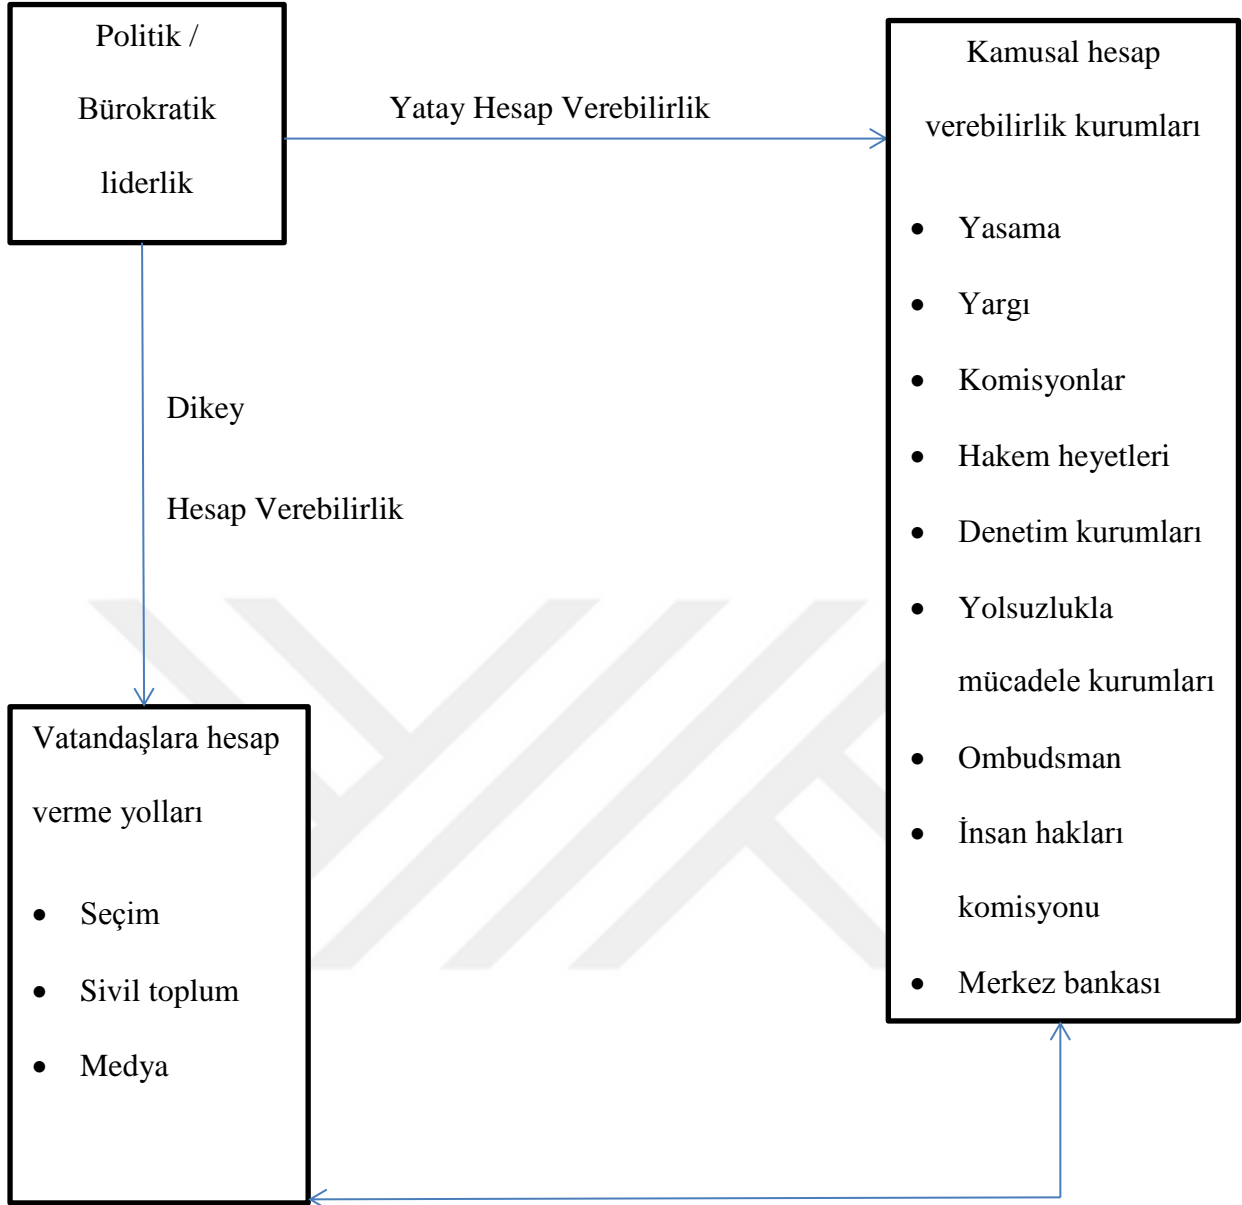 Politik /
Bürokratik
liderlik
Yatay Hesap Verebilirlik
Kamusal hesap
verebilirlik kurumları
• Yasama
• Yargı
• Komisyonlar
• Hakem heyetleri
• Denetim kurumları
• Yolsuzlukla
mücadele kurumları
• Ombudsman
• İnsan hakları
komisyonu
• Merkez bankası
Dikey
Hesap Verebilirlik
Vatandaşlara hesap
verme yolları
• Seçim
• Sivil toplum
• Medya